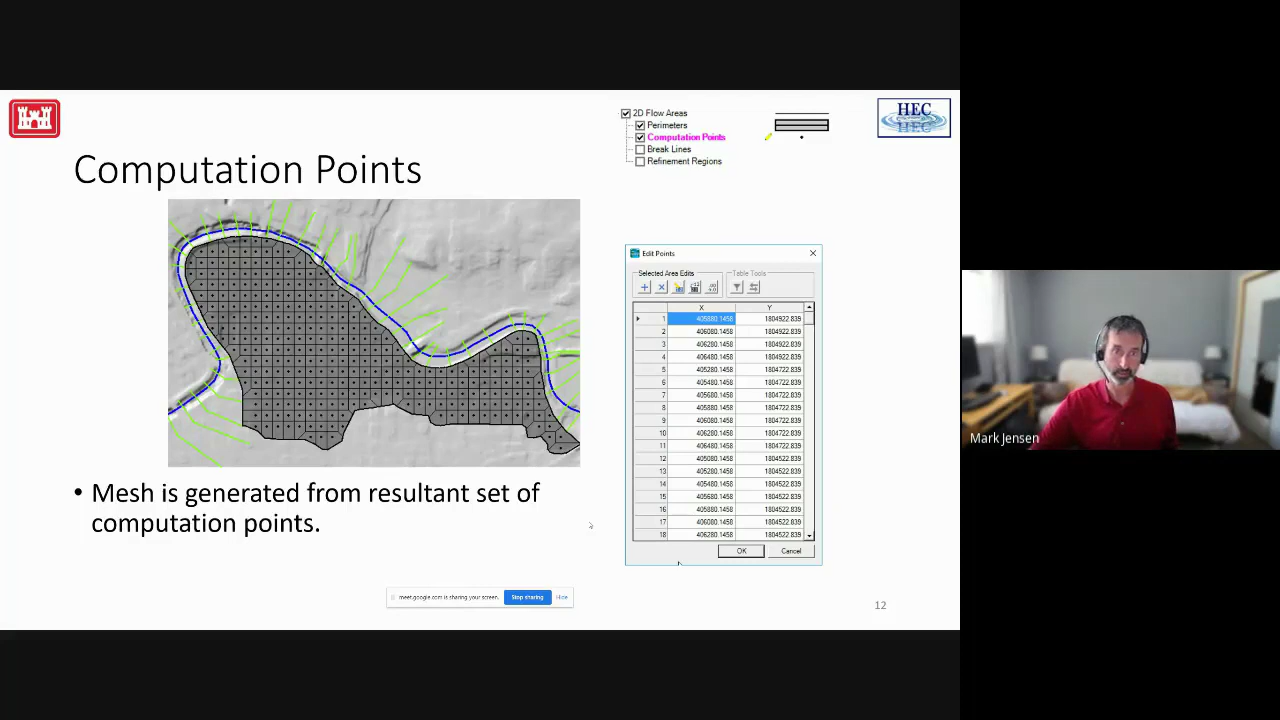 HEC
HEC
2D Flow Areas
Perimeters
Computation Points
Break Lines
Refinement Regions
Computation Points
Edit Points
Selected Area Edits
Table Tools
X Y
1 405880.1458 1804922.839
2 406080.1458 1804922.839
3 406280.1458 1804922.839
4 406480.1458 1804922.839
5 405280.1458 1804722.839
6 405480.1458 1804722.839
7 405680.1458 1804722.839
8 405880.1458 1804722.839
9 406080.1458 1804722.839
10 406280.1458 1804722.839
11 406480.1458 1804722.839
12 405080.1458 1804522.839
13 405280.1458 1804522.839
14 405480.1458 1804522.839
15 405680.1458 1804522.839
16 405880.1458 1804522.839
17 406080.1458 1804522.839
18 406280.1458 1804522.839
OK Cancel
• Mesh is generated from resultant set of
computation points.
meet.google.com is sharing your screen. Stop sharing Hide
12
Mark Jensen